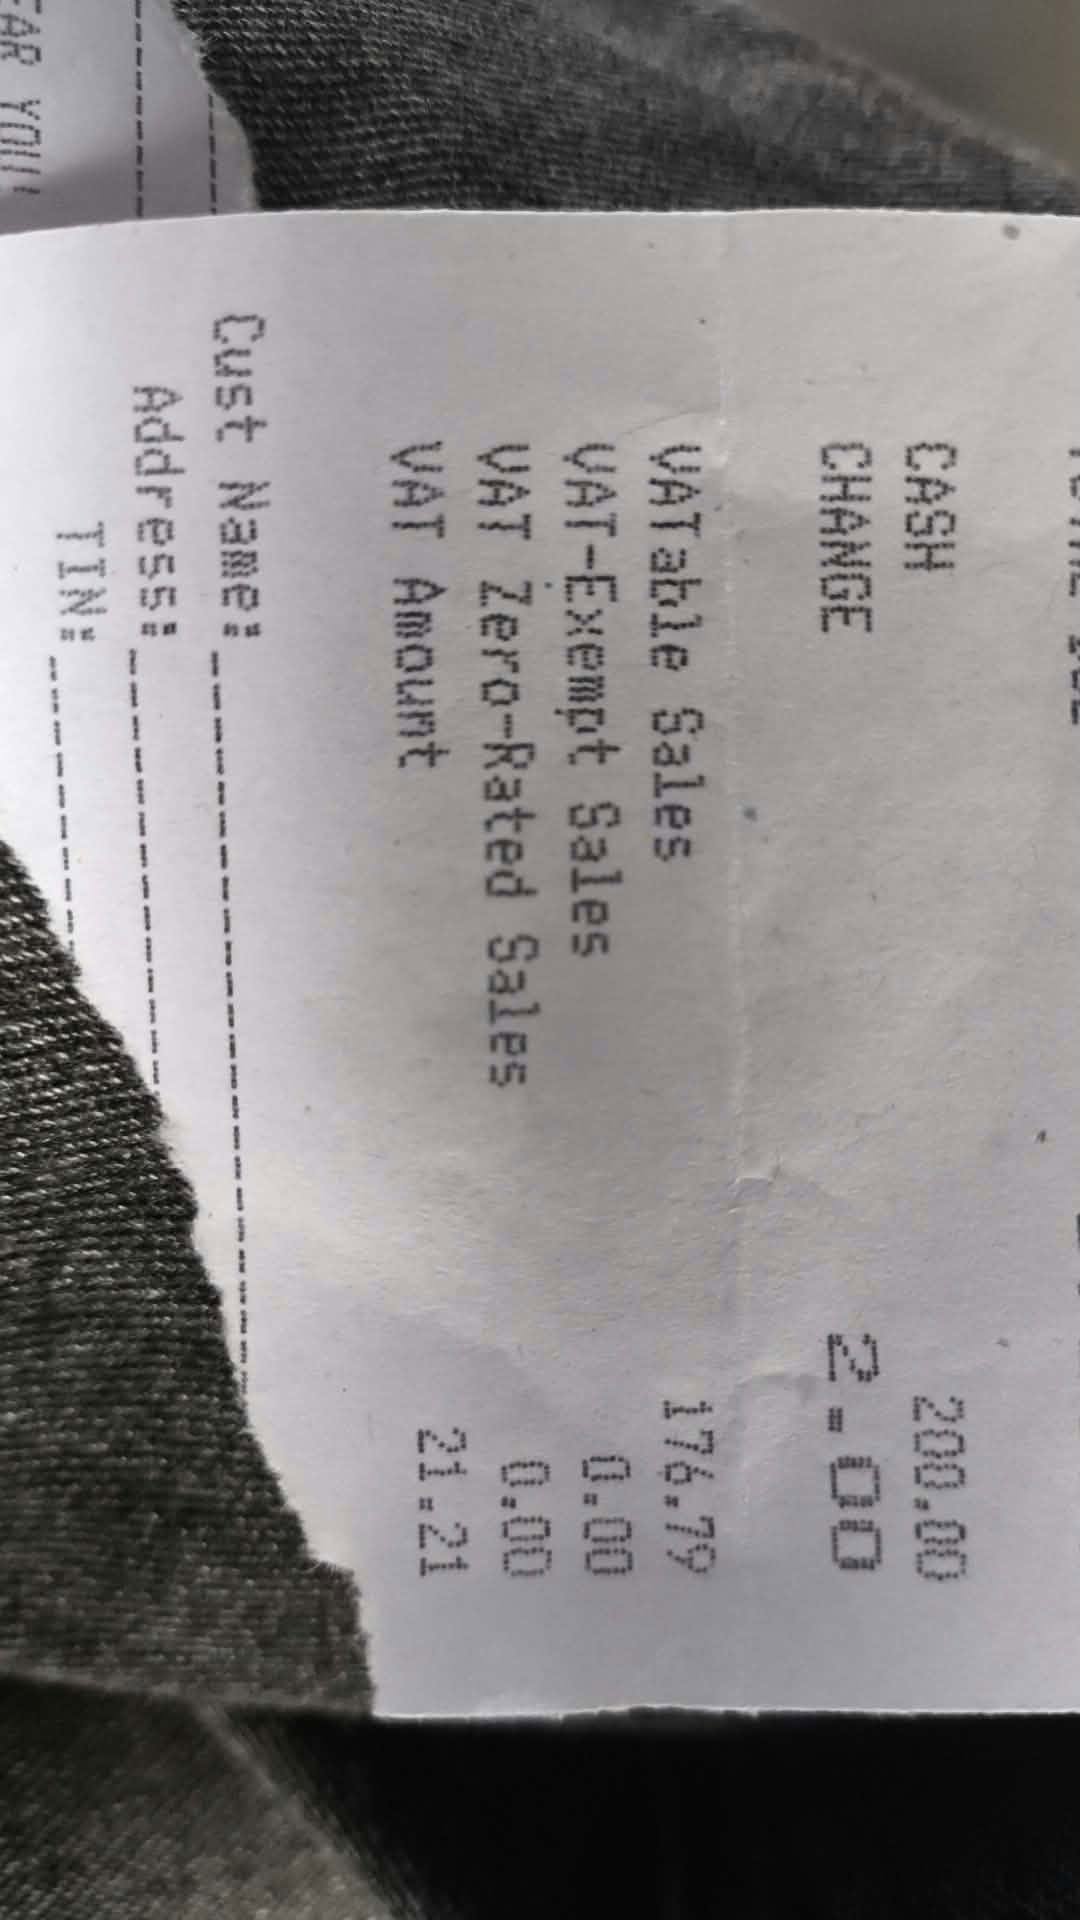 CASH 200.00
CHANGE 2.00
VATable Sales 176.79
VAT-Exempt Sales 0.00
VAT Zero-Rated Sales 0.00
VAT Amount 21.21
Cust Name:
Address:
TIN:
YOU!